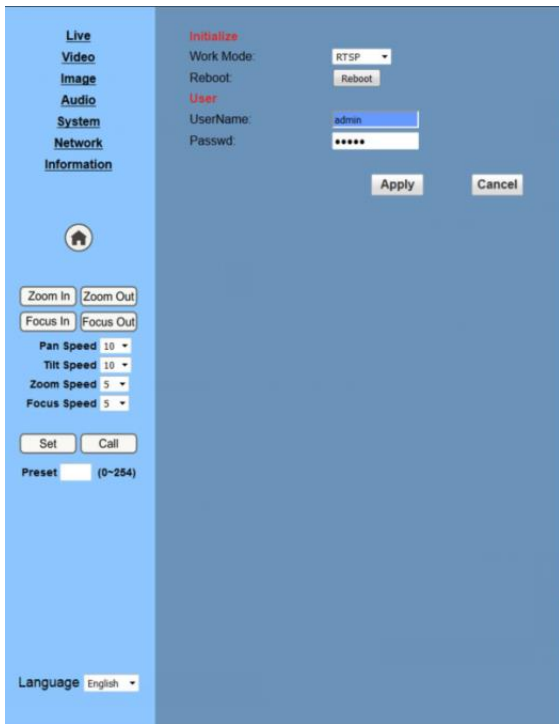 Live
Video
Image
Audio
System
Network
Information
Zoom In Zoom Out
Focus In Focus Out
Pan Speed 10
Tilt Speed 10
Zoom Speed 5
Focus Speed 5
Set Call
Preset (0~254)
Language English
Initialize
Work Mode: RTSP
Reboot: Reboot
User
UserName: admin
Passwd: •••••
Apply Cancel